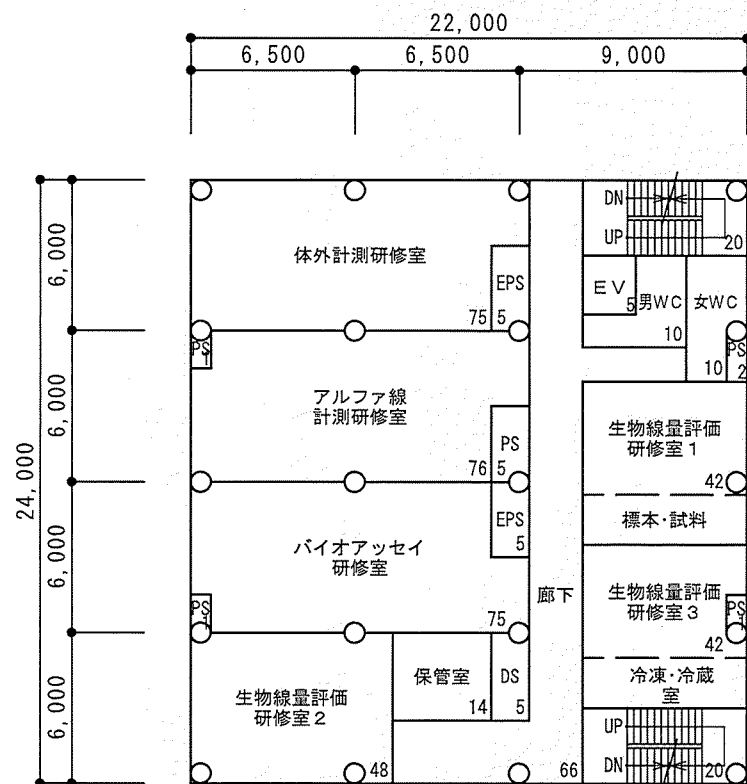 22,000
6,500
6,500
9,000
24,000
6,000
6,000
6,000
6,000
体外計測研修室
75
EPS
5
DN
UP
20
EV
5
男WC
10
女WC
10
PS
2
PS
1
アルファ線
計測研修室
76
PS
5
生物線量評価
研修室1
42
標本・試料
バイオアッセイ
研修室
75
EPS
5
廊下
66
生物線量評価
研修室3
42
PS
PS
生物線量評価
研修室2
48
保管室
14
DS
5
冷凍・冷蔵
室
UP
DN
20